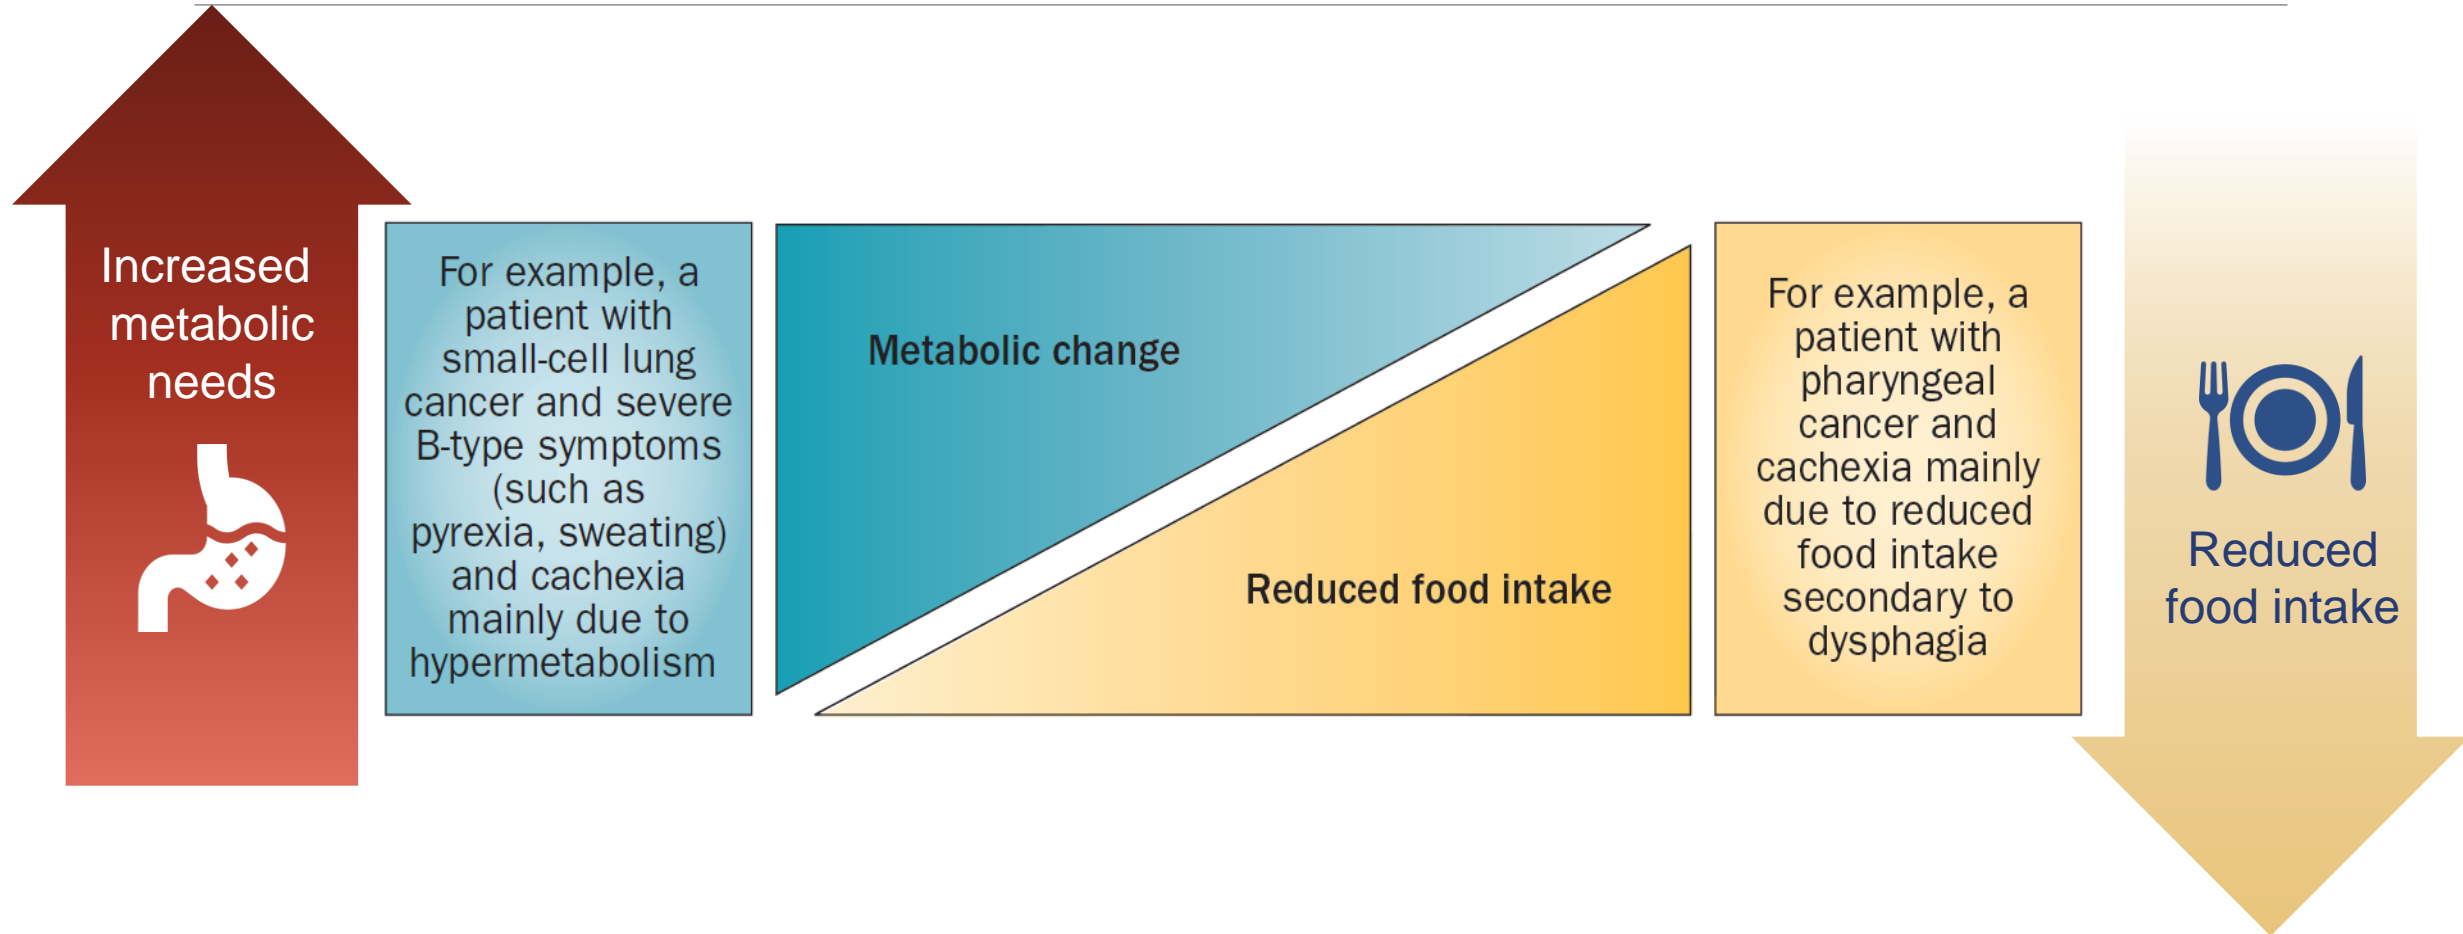 Increased
metabolic
needs
For example, a
patient with
small-cell lung
cancer and severe
B-type symptoms
(such as
pyrexia, sweating)
and cachexia
mainly due to
hypermetabolism
Metabolic change
Reduced food intake
For example, a
patient with
pharyngeal
cancer and
cachexia mainly
due to reduced
food intake
secondary to
dysphagia
Reduced
food intake